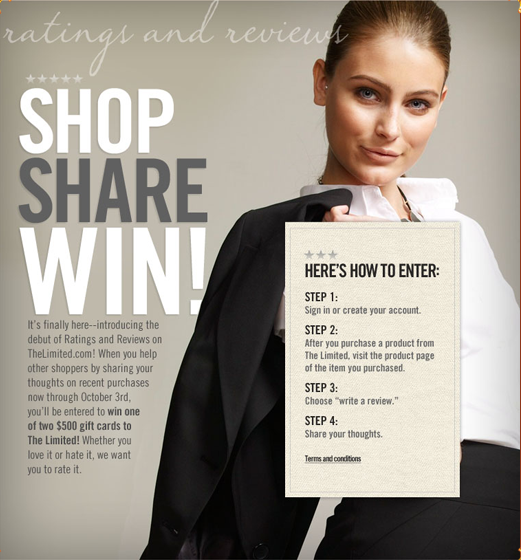 ratings and reviews
SHOP
SHARE
WIN!
It's finally here--introducing the
debut of Ratings and Reviews on
TheLimited.com! When you help
other shoppers by sharing your
thoughts on recent purchases
now through October 3rd,
you'll be entered to win one
of two $500 gift cards to
The Limited! Whether you
love it or hate it, we want
you to rate it.
HERE'S HOW TO ENTER:
STEP 1:
Sign in or create your account.
STEP 2:
After you purchase a product from
The Limited, visit the product page
of the item you purchased.
STEP 3:
Choose “write a review.”
STEP 4:
Share your thoughts.
Terms and conditions